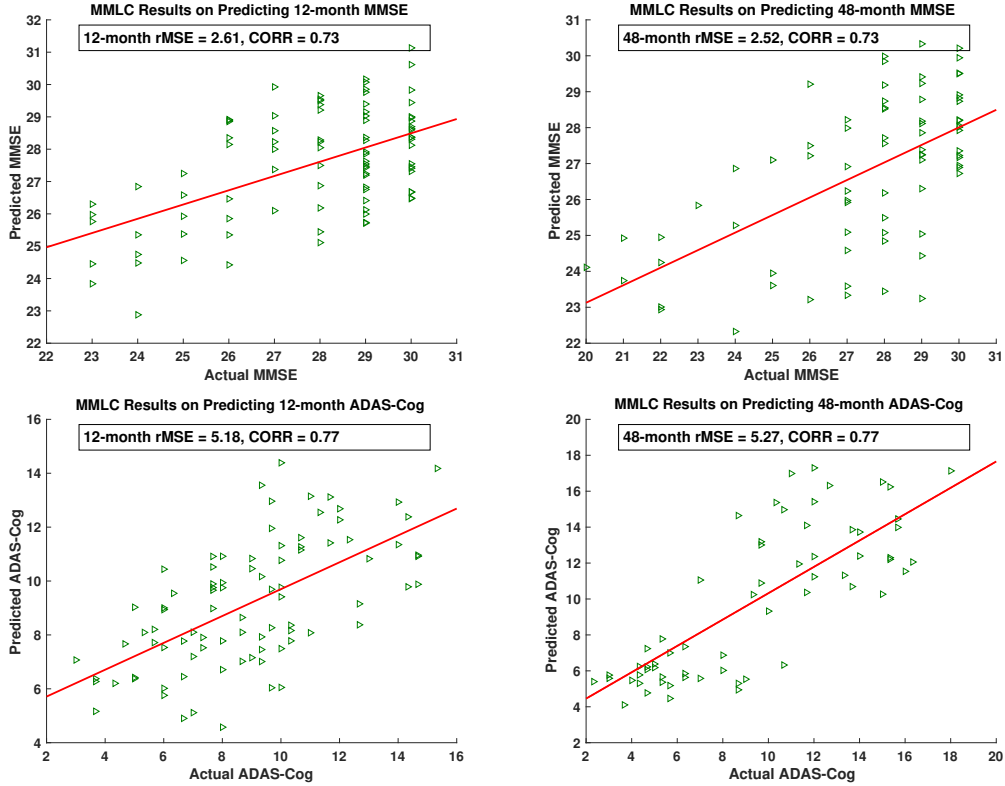 MMLC Results on Predicting 12-month MMSE
12-month rMSE = 2.61, CORR = 0.73
32
31
30
29
28
27
26
25
24
23
22
Predicted MMSE
22 23 24 25 26 27 28 29 30 31
Actual MMSE
MMLC Results on Predicting 48-month MMSE
48-month rMSE = 2.52, CORR = 0.73
31
30
29
28
27
26
25
24
23
22
Predicted MMSE
20 21 22 23 24 25 26 27 28 29 30 31
Actual MMSE
MMLC Results on Predicting 12-month ADAS-Cog
12-month rMSE = 5.18, CORR = 0.77
16
14
12
10
8
6
4
Predicted ADAS-Cog
2 4 6 8 10 12 14 16
Actual ADAS-Cog
MMLC Results on Predicting 48-month ADAS-Cog
48-month rMSE = 5.27, CORR = 0.77
20
18
16
14
12
10
8
6
4
2
Predicted ADAS-Cog
2 4 6 8 10 12 14 16 18 20
Actual ADAS-Cog